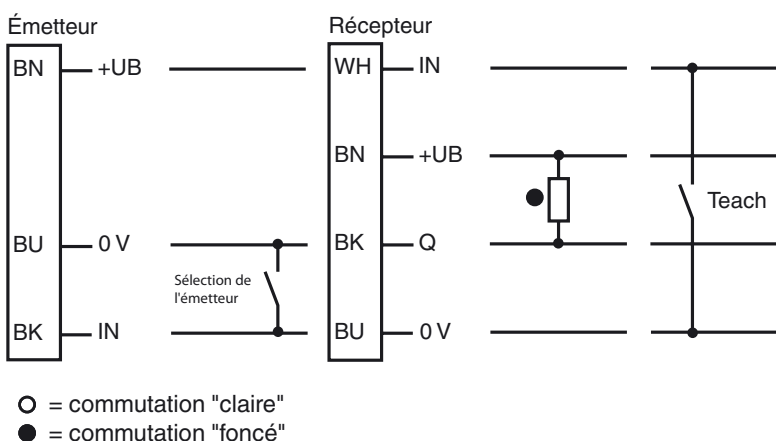 Émetteur
Récepteur
BN +UB
WH IN
BN +UB
Teach
BU 0 V
BK Q
Sélection de
l'émetteur
BK IN
BU 0 V
= commutation "claire"
= commutation "foncé"